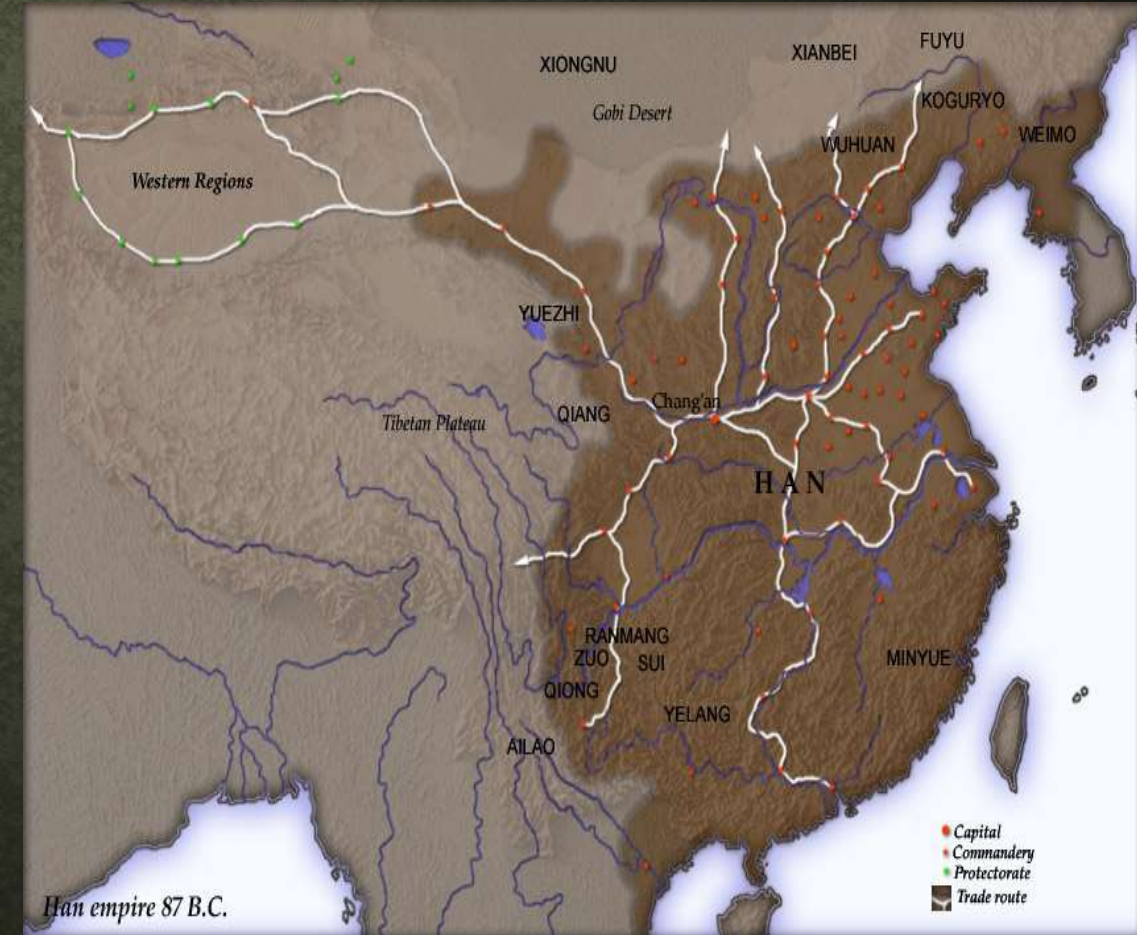 FUYU
XIANBEI
XIONGNU
KOGURYO
Gobi Desert
WEIMO
WUHUAN
Western Regions
YUEZHI
Chang'an
QIANG
Tibetan Plateau
HAN
RANMANG
ZUO
SUI
MINYUE
QIONG
YELANG
AILAO
Capital
Commandery
Protectorate
Trade route
Han empire 87 B.C.